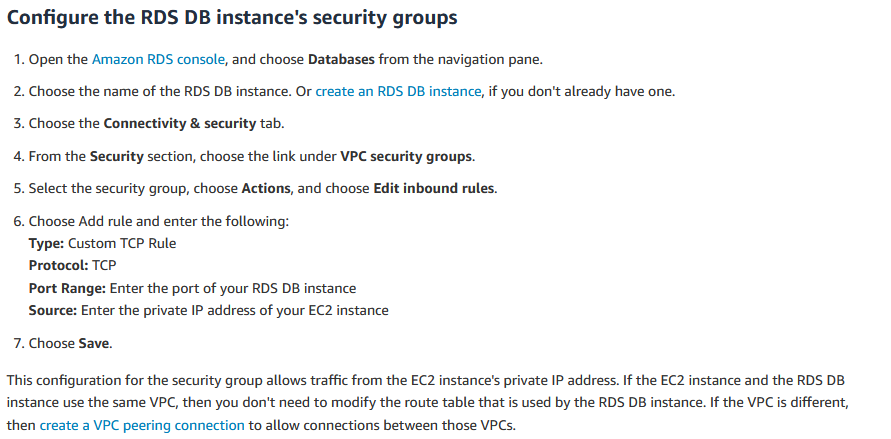 Configure the RDS DB instance's security groups
1. Open the Amazon RDS console, and choose Databases from the navigation pane.
2. Choose the name of the RDS DB instance. Or create an RDS DB instance, if you don't already have one.
3. Choose the Connectivity & security tab.
4. From the Security section, choose the link under VPC security groups.
5. Select the security group, choose Actions, and choose Edit inbound rules.
6. Choose Add rule and enter the following:
Type: Custom TCP Rule
Protocol: TCP
Port Range: Enter the port of your RDS DB instance
Source: Enter the private IP address of your EC2 instance
7. Choose Save.
This configuration for the security group allows traffic from the EC2 instance's private IP address. If the EC2 instance and the RDS DB
instance use the same VPC, then you don't need to modify the route table that is used by the RDS DB instance. If the VPC is different,
then create a VPC peering connection to allow connections between those VPCs.